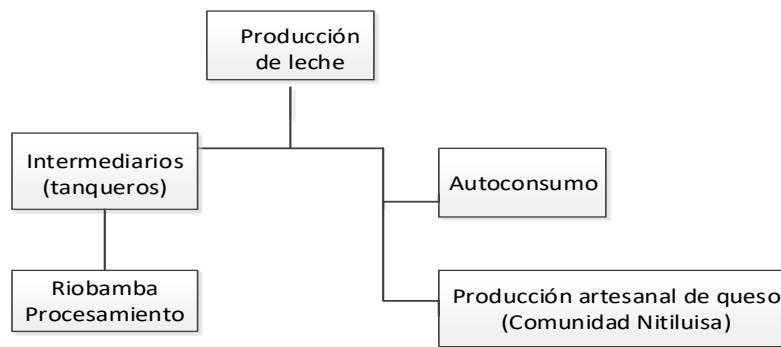 Producción
de leche
Intermediarios
(tanqueros)
Autoconsumo
Riobamba
Procesamiento
Producción artesanal de queso
(Comunidad Nitiluisa)